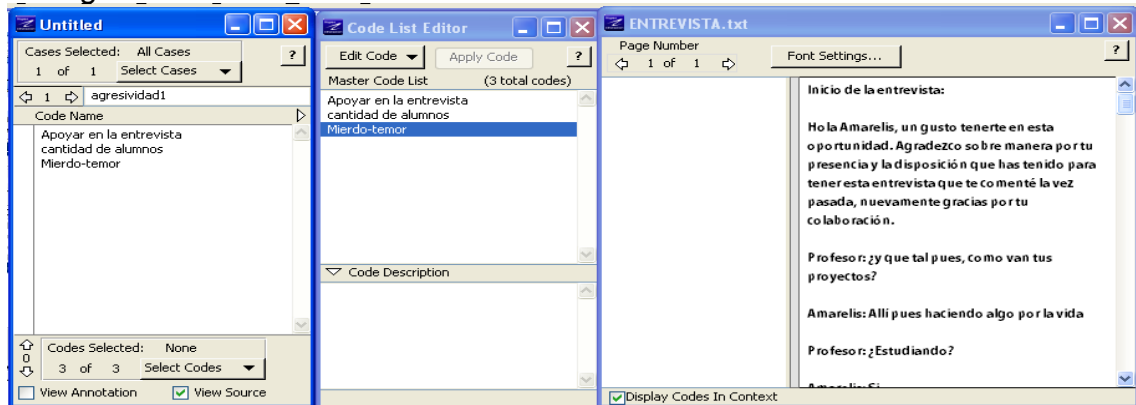 Untitled
Cases Selected: All Cases
?
1 of 1 Select Cases
1 agresividad1
Code Name
Apoyar en la entrevista
cantidad de alumnos
Mierdo-temor
0
Codes Selected: None
3 of 3 Select Codes
View Annotation View Source
Code List Editor
Edit Code Apply Code ?
Master Code List (3 total codes)
Apoyar en la entrevista
cantidad de alumnos
Mierdo-temor
Code Description
ENTREVISTA.txt
Page Number
1 of 1
Font Settings...
?
Inicio de la entrevista:
Hola Amarelis, un gusto tenerte en esta
oportunidad. Agradezco sobre manera por tu
presencia y la disposición que has tenido para
tener esta entrevista que te comenté la vez
pasada, nuevamente gracias por tu
colaboración.
Profesor: ¿y que tal pues, como van tus
proyectos?
Amarelis: Allí pues haciendo algo por la vida
Profesor: ¿Estudiando?
Display Codes In Context